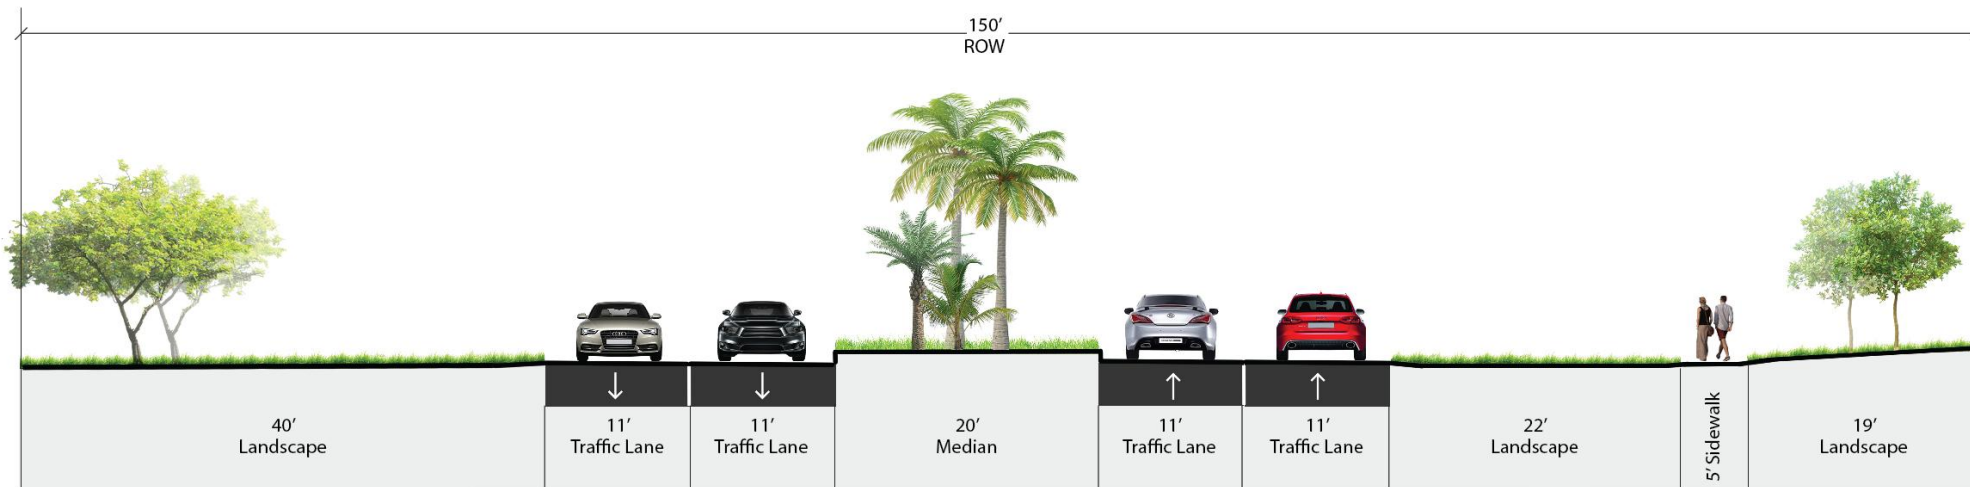 150’
ROW
40’
Landscape
11’
Traffic Lane
11’
Traffic Lane
20’
Median
11’
Traffic Lane
11’
Traffic Lane
22’
Landscape
5’ Sidewalk
19’
Landscape